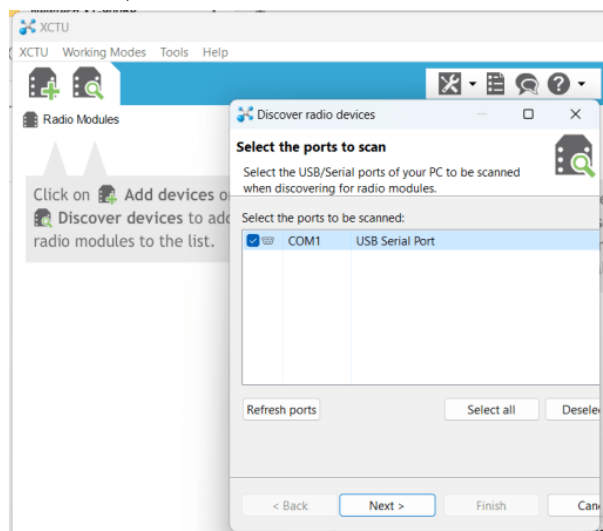 XCTU
XCTU Working Modes Tools Help
Radio Modules
Click on Add devices o
Discover devices to add
radio modules to the list.
Discover radio devices
Select the ports to scan
Select the USB/Serial ports of your PC to be scanned
when discovering for radio modules.
Select the ports to be scanned:
COM1 USB Serial Port
Refresh ports Select all Desele
< Back Next > Finish Can